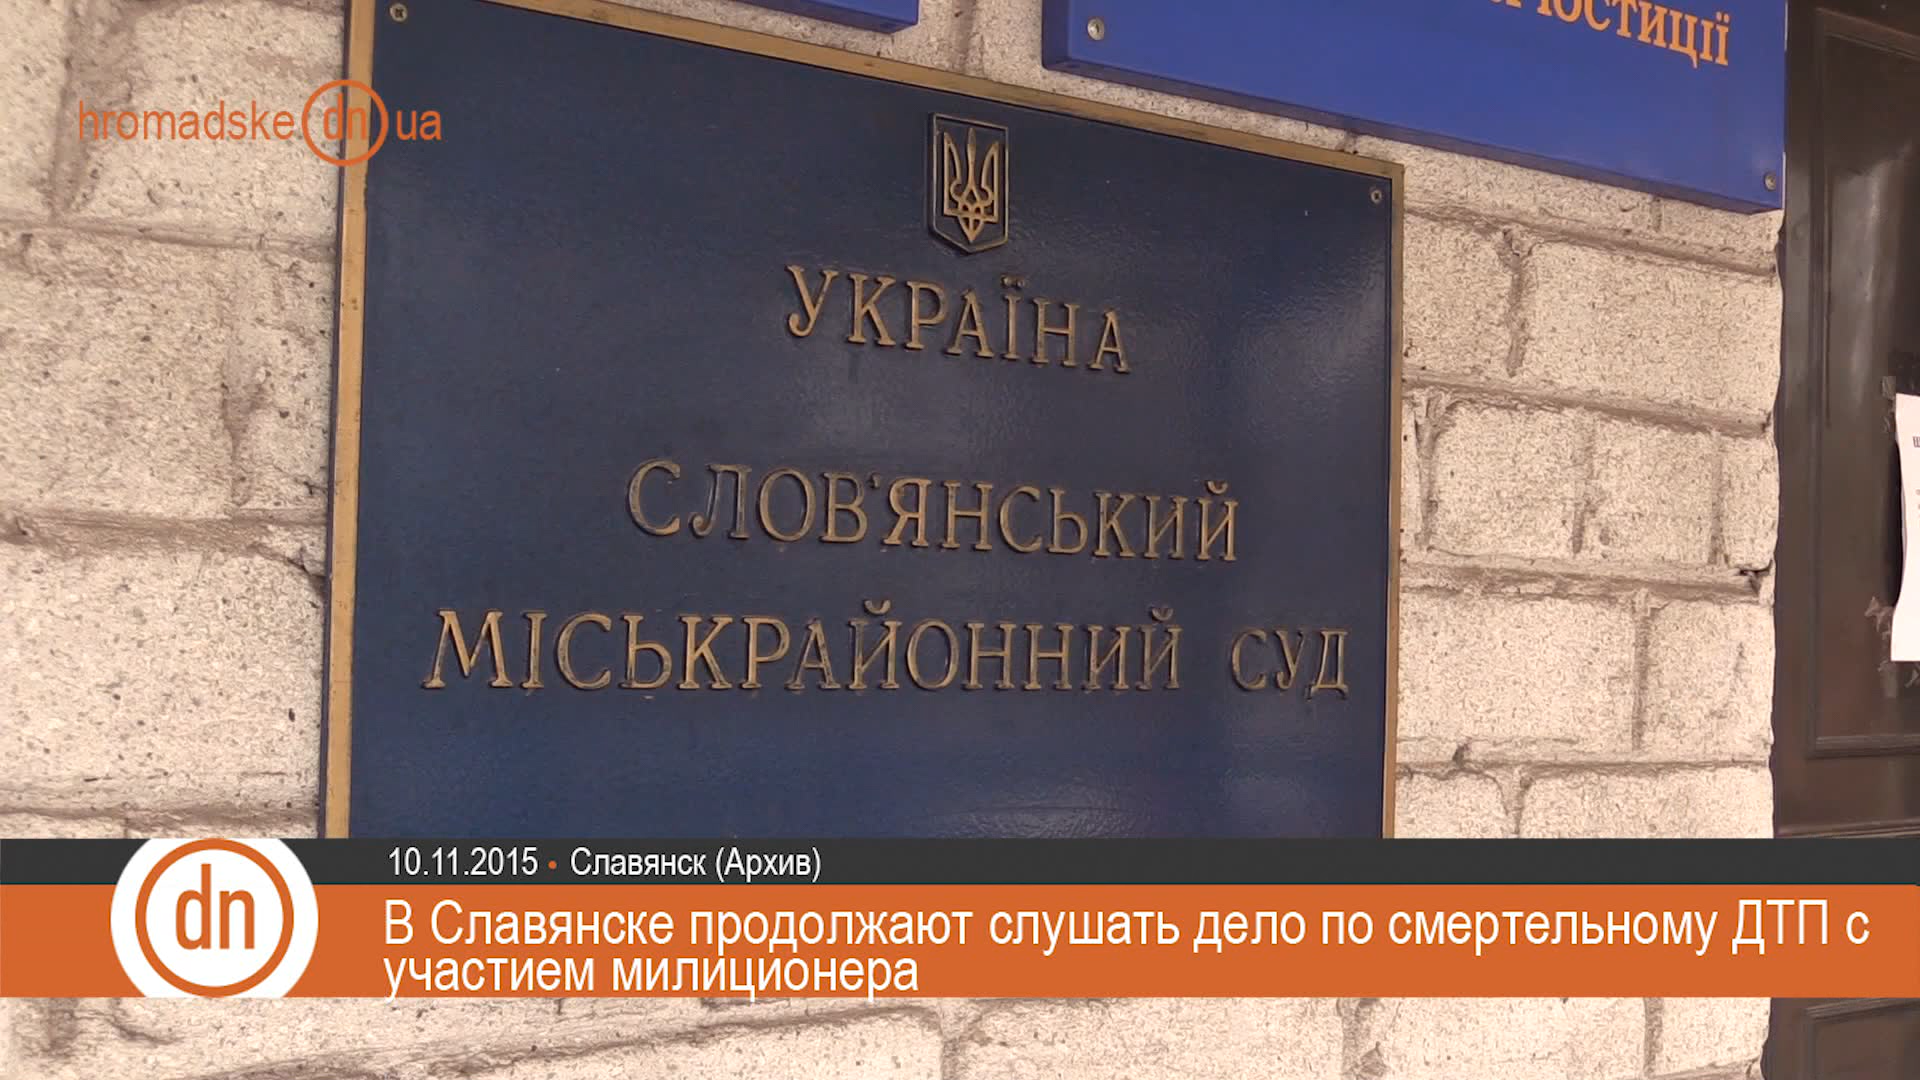 юстиції
hromadske dn ua
УКРАЇНА
СЛОВ'ЯНСЬКИЙ
МІСЬКРАЙОННИЙ СУД
10.11.2015 • Славянск (Архив)
dn
В Славянске продолжают слушать дело по смертельному ДТП с
участием милиционера